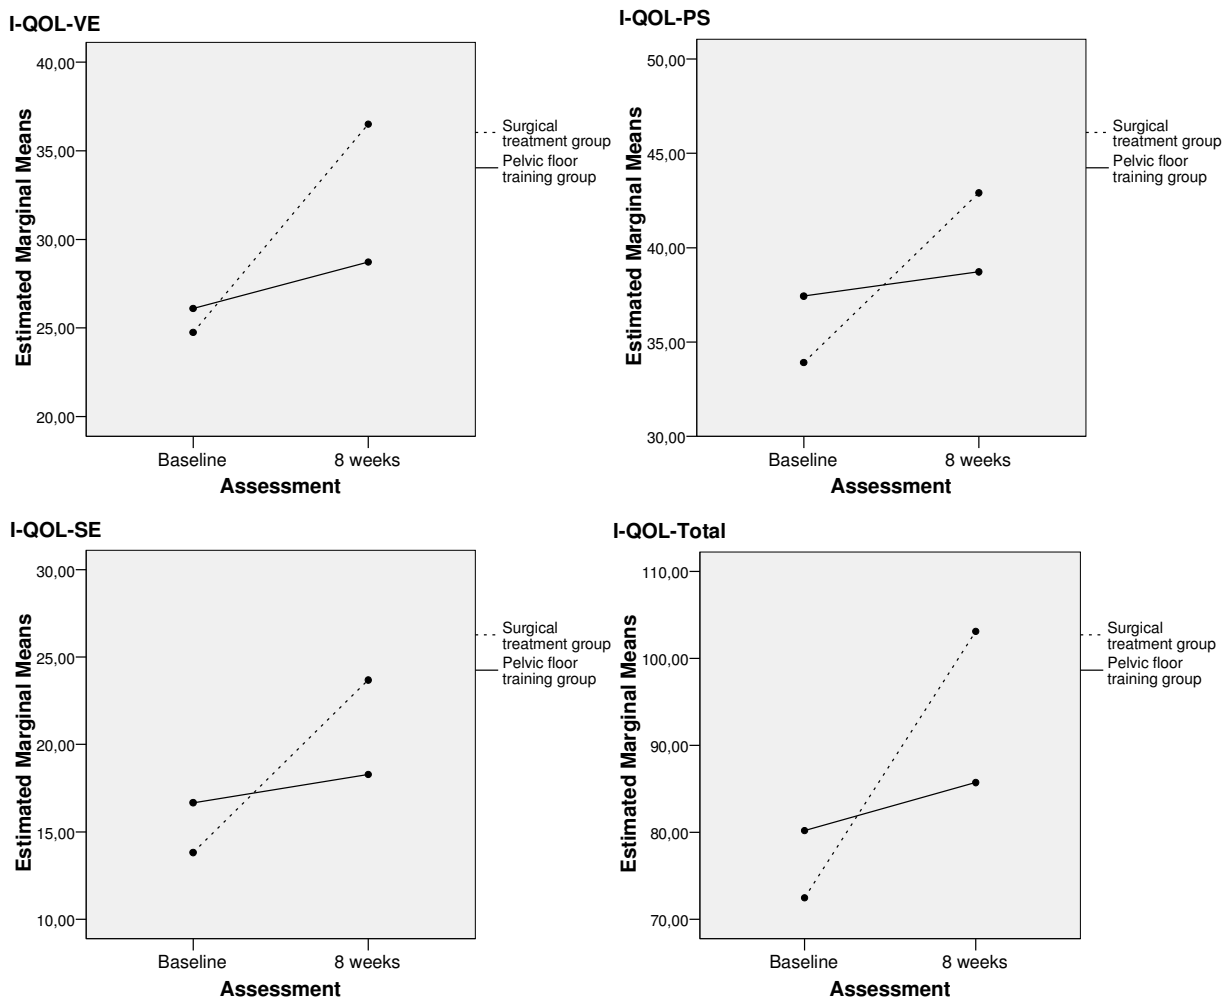 I-QOL-VE
Estimated Marginal Means
40,00
35,00
30,00
25,00
20,00
Baseline
8 weeks
Assessment
Surgical
treatment group
Pelvic floor
training group
I-QOL-PS
Estimated Marginal Means
50,00
45,00
40,00
35,00
30,00
Baseline
8 weeks
Assessment
Surgical
treatment group
Pelvic floor
training group
I-QOL-SE
Estimated Marginal Means
30,00
25,00
20,00
15,00
10,00
Baseline
8 weeks
Assessment
Surgical
treatment group
Pelvic floor
training group
I-QOL-Total
Estimated Marginal Means
110,00
100,00
90,00
80,00
70,00
Baseline
8 weeks
Assessment
Surgical
treatment group
Pelvic floor
training group